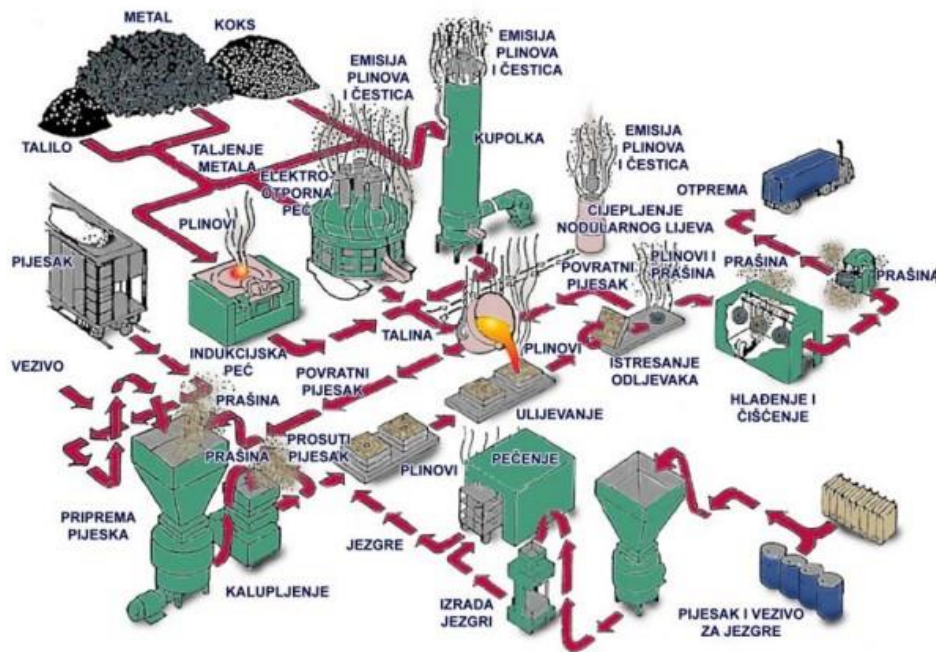 METAL
KOKS
TALILO
TALJENJE
METALA
EMISIJA
PLINOVA
I ČESTICA
EMISIJA
PLINOVA
I ČESTICA
KUPOLKA
EMISIJA
PLINOVA
I ČESTICA
ELEKTRO-
OTPORNA
PEĆ
CIJEPLJENJE
NODULARNOG LIJEVA
OTPREMA
PIJESAK
PLINOVI
POVRATNI
PIJESAK
PLINOVI I
PRAŠINA
PRAŠINA
PRAŠINA
INDUKCIJSKA
PEĆ
TALINA
PLINOVI
ISTRESANJE
ODLJEVAKA
HLAĐENJE I
ČIŠĆENJE
VEZIVO
POVRATNI
PIJESAK
PRAŠINA
ULIJEVANJE
PRAŠINA
PROSUTI
PIJESAK
PLINOVI
PEČENJE
PRIPREMA
PIJESKA
JEZGRE
KALUPLJENJE
IZRADA
JEZGRI
PIJESAK I VEZIVO
ZA JEZGRE